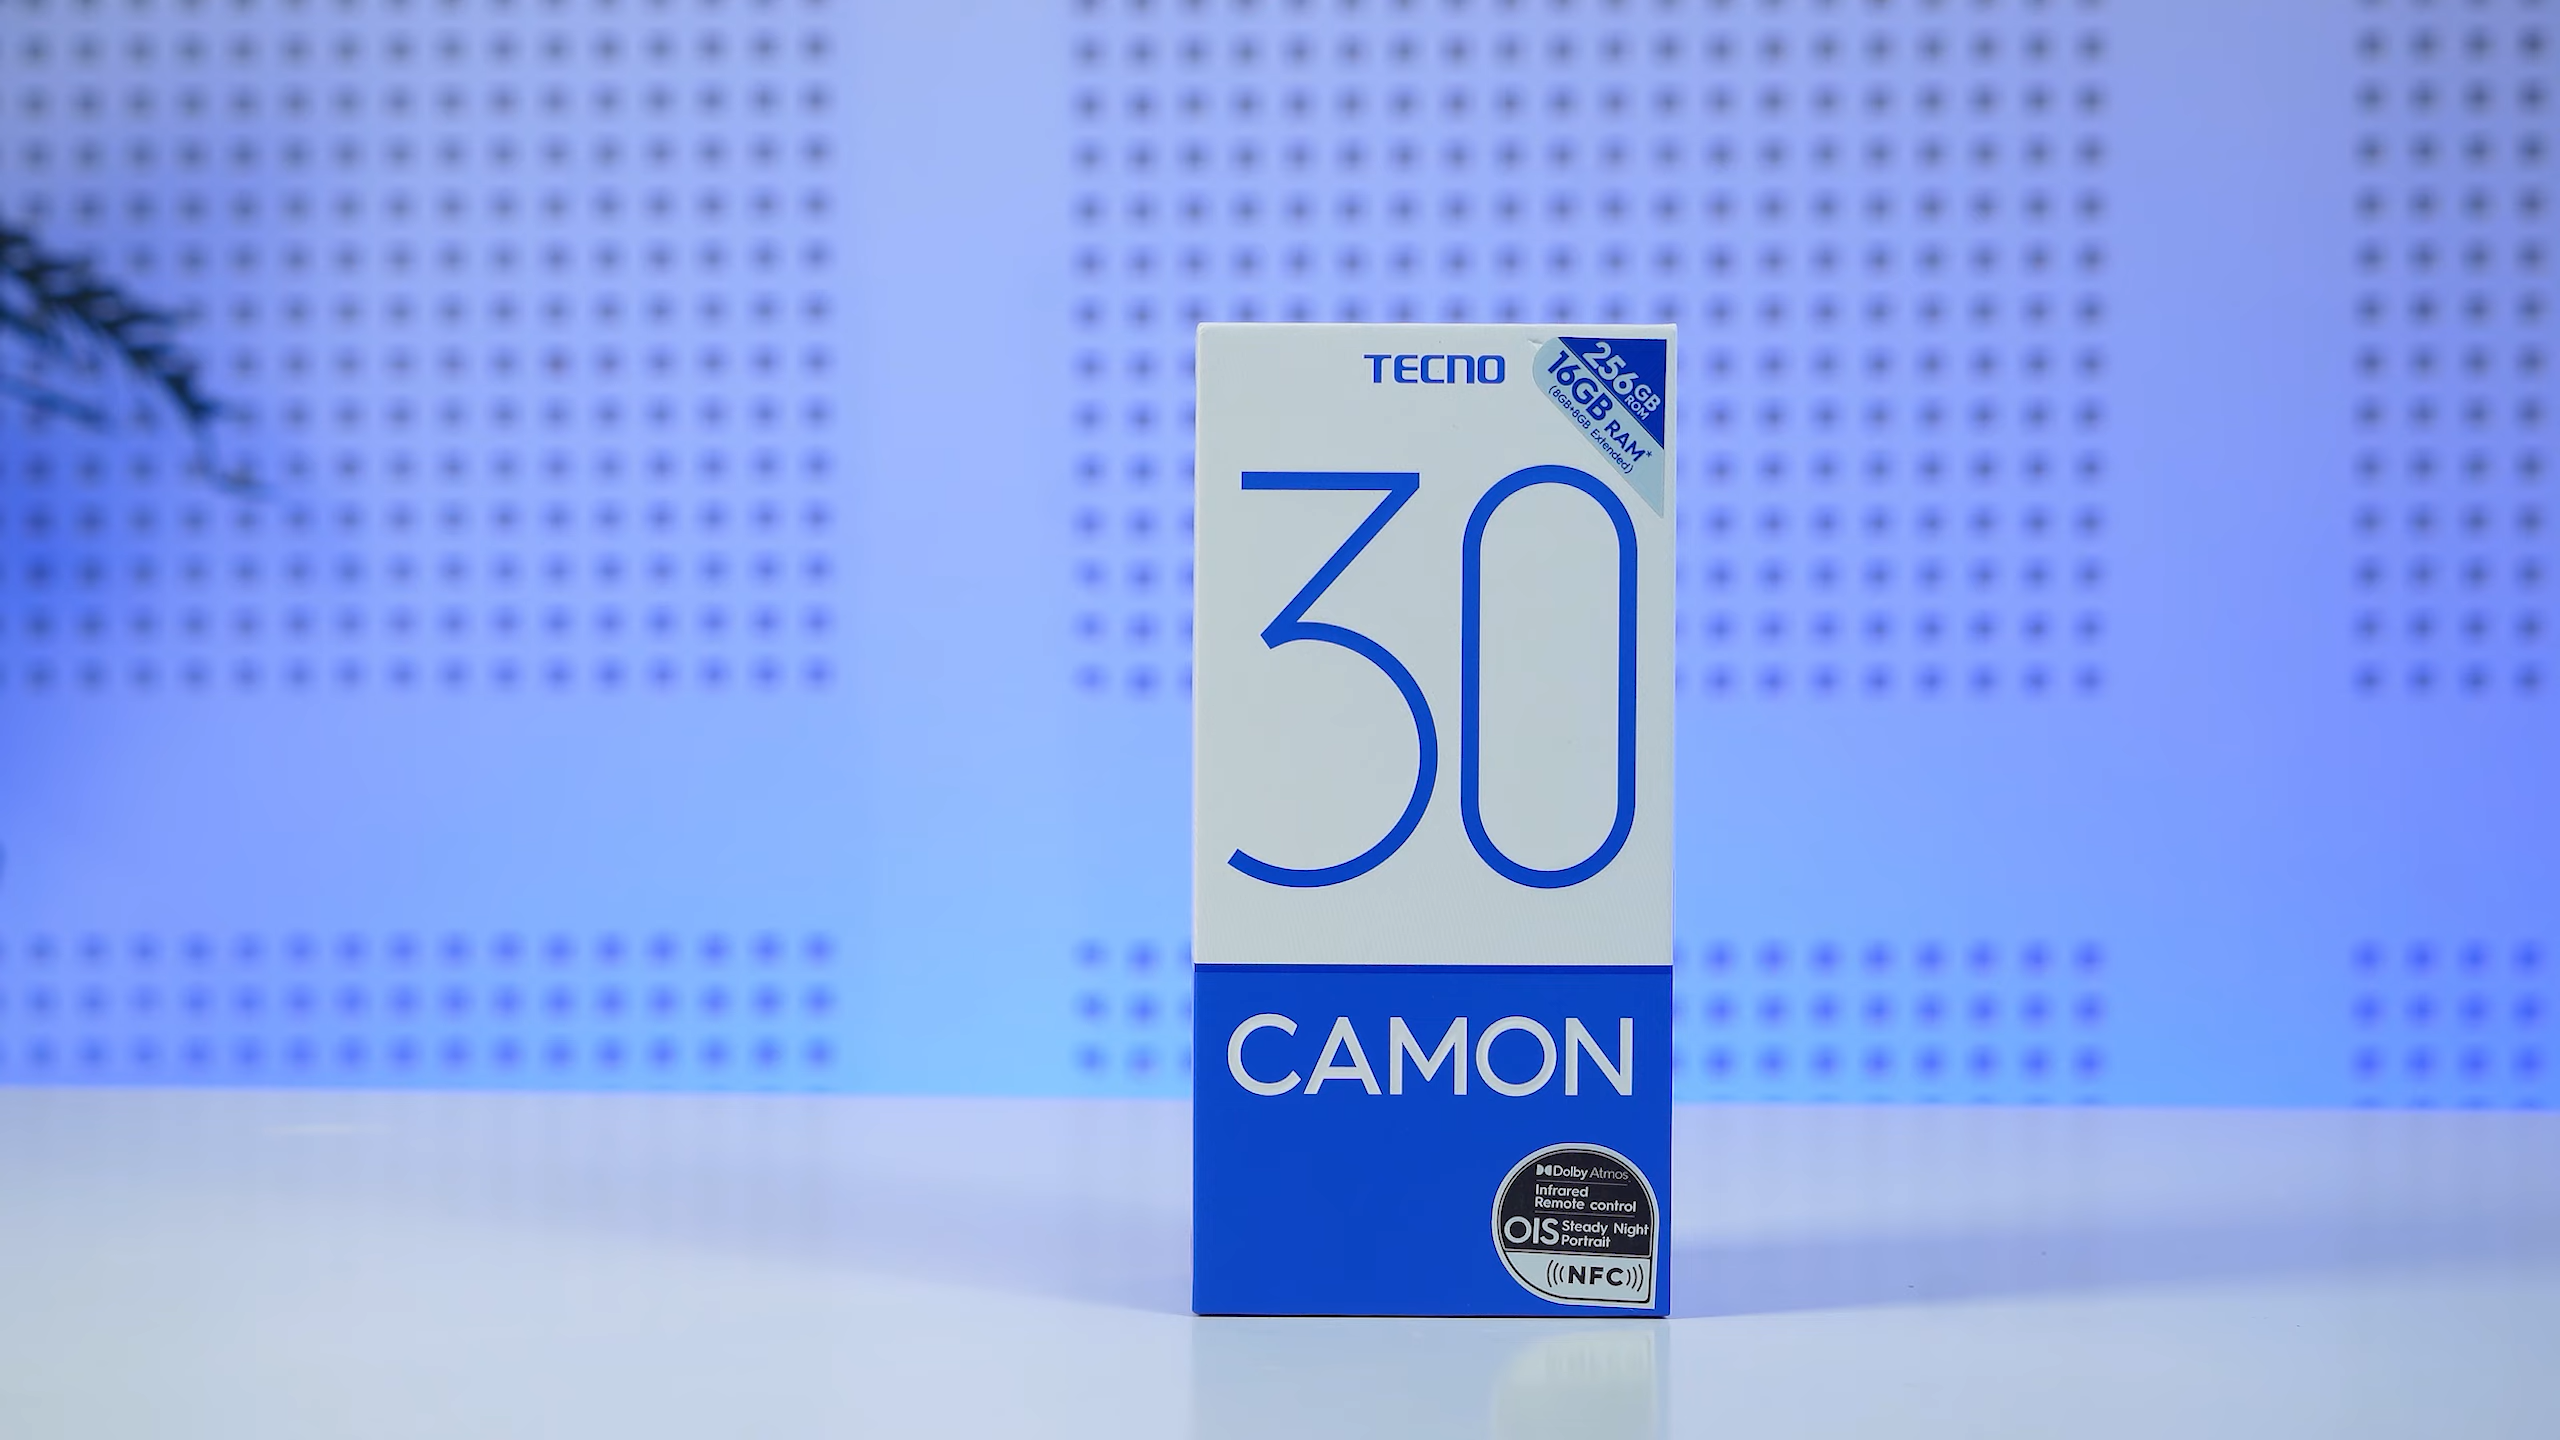 TECNO
256GB ROM
16GB RAM*
(8GB+8GB Extended)
30
CAMON
Dolby Atmos
Infrared
Remote control
OIS Steady Night
Portrait
NFC